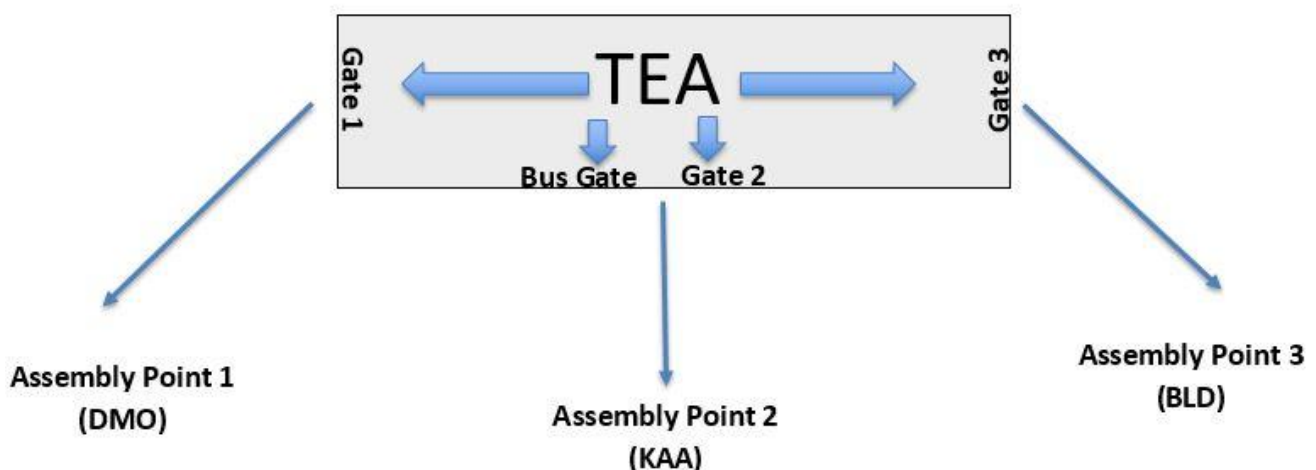 TEA
Gate 1
Gate 3
Bus Gate
Gate 2
Assembly Point 1
(DMO)
Assembly Point 2
(KAA)
Assembly Point 3
(BLD)